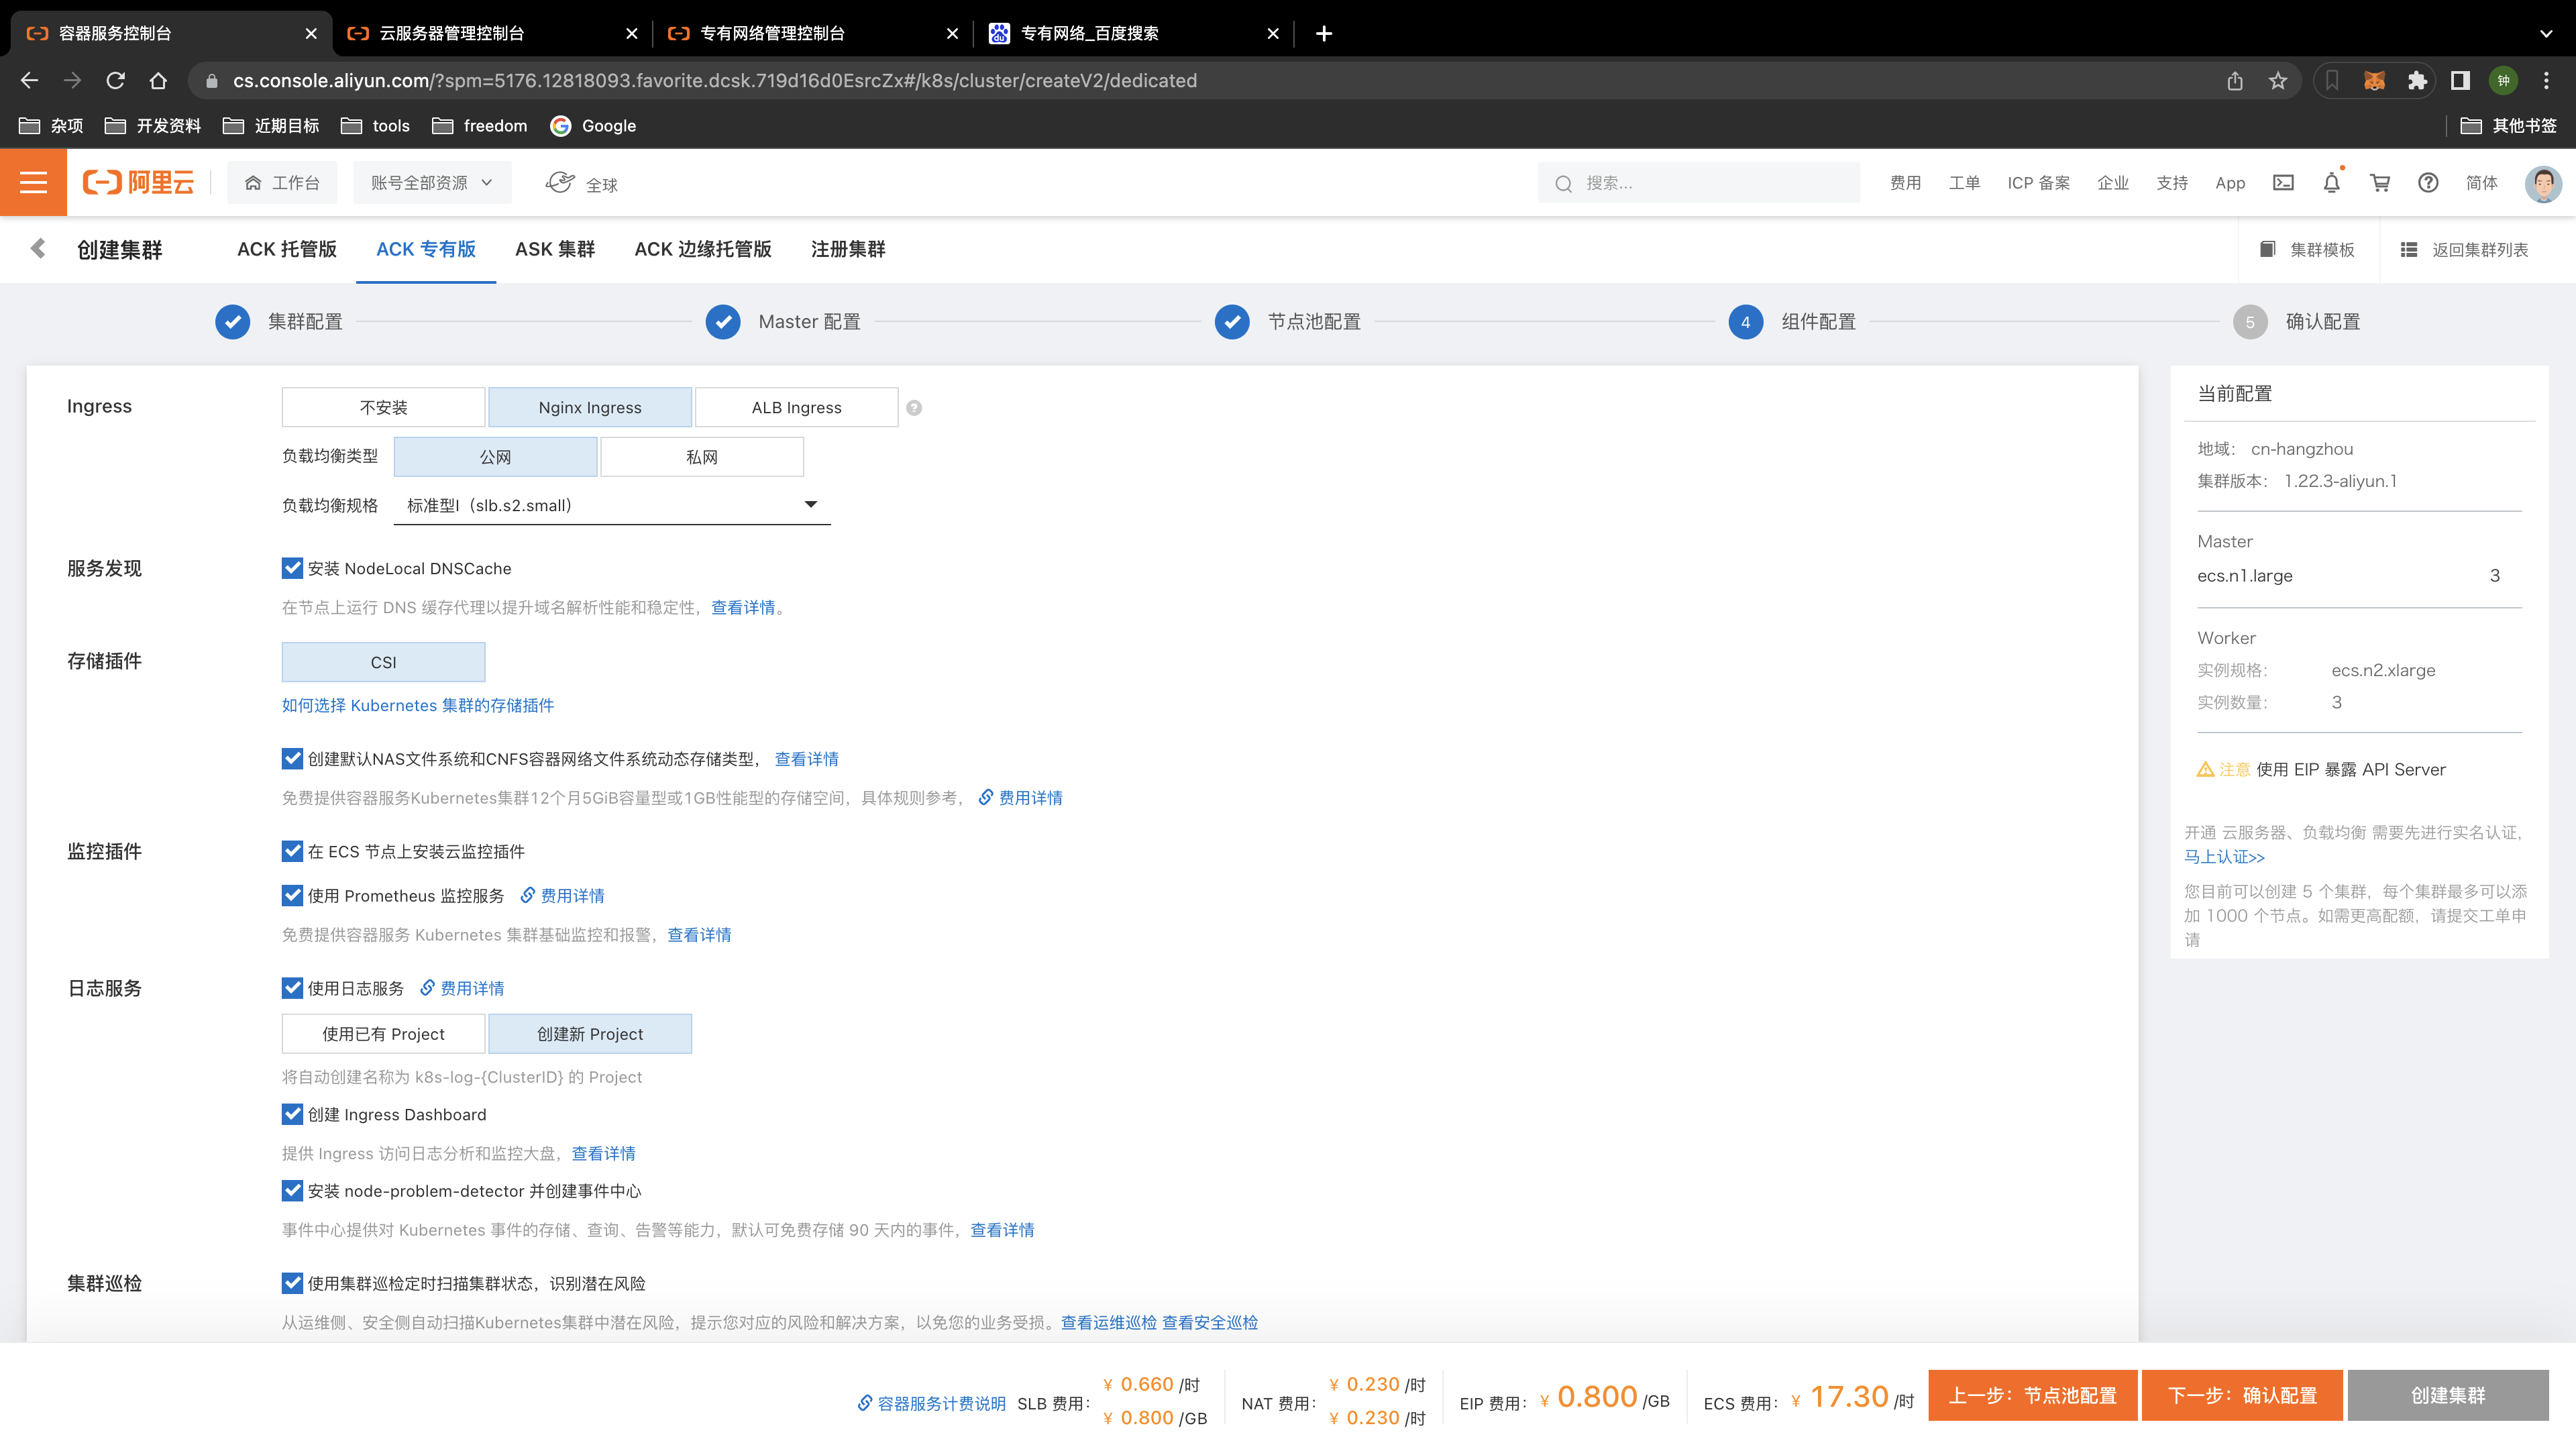 容器服务控制台
云服务器管理控制台
专有网络管理控制台
专有网络_百度搜索
cs.console.aliyun.com/?spm=5176.12818093.favorite.dcsk.719d16d0EsrcZx#/k8s/cluster/createV2/dedicated
钟
杂项 开发资料 近期目标 tools freedom Google 其他书签
阿里云 工作台 账号全部资源 全球 搜索... 费用 工单 ICP 备案 企业 支持 App 简体
创建集群 ACK 托管版 ACK 专有版 ASK 集群 ACK 边缘托管版 注册集群 集群模板 返回集群列表
集群配置 Master 配置 节点池配置 4 组件配置 5 确认配置
Ingress 不安装 Nginx Ingress ALB Ingress
负载均衡类型 公网 私网
负载均衡规格 标准型I（slb.s2.small）
服务发现 安装 NodeLocal DNSCache
在节点上运行 DNS 缓存代理以提升域名解析性能和稳定性，查看详情。
存储插件 CSI
如何选择 Kubernetes 集群的存储插件
创建默认NAS文件系统和CNFS容器网络文件系统动态存储类型， 查看详情
免费提供容器服务Kubernetes集群12个月5GiB容量型或1GB性能型的存储空间，具体规则参考， 费用详情
监控插件 在 ECS 节点上安装云监控插件
使用 Prometheus 监控服务 费用详情
免费提供容器服务 Kubernetes 集群基础监控和报警，查看详情
日志服务 使用日志服务 费用详情
使用已有 Project 创建新 Project
将自动创建名称为 k8s-log-{ClusterID} 的 Project
创建 Ingress Dashboard
提供 Ingress 访问日志分析和监控大盘，查看详情
安装 node-problem-detector 并创建事件中心
事件中心提供对 Kubernetes 事件的存储、查询、告警等能力，默认可免费存储 90 天内的事件，查看详情
集群巡检 使用集群巡检定时扫描集群状态，识别潜在风险
从运维侧、安全侧自动扫描Kubernetes集群中潜在风险，提示您对应的风险和解决方案，以免您的业务受损。查看运维巡检 查看安全巡检
当前配置
地域： cn-hangzhou
集群版本： 1.22.3-aliyun.1
Master
ecs.n1.large 3
Worker
实例规格： ecs.n2.xlarge
实例数量： 3
注意 使用 EIP 暴露 API Server
开通 云服务器、负载均衡 需要先进行实名认证，
马上认证>>
您目前可以创建 5 个集群，每个集群最多可以添
加 1000 个节点。如需更高配额，请提交工单申
请
容器服务计费说明 SLB 费用： ¥ 0.660 /时
¥ 0.800 /GB
NAT 费用： ¥ 0.230 /时
¥ 0.230 /时
EIP 费用： ¥ 0.800 /GB
ECS 费用： ¥ 17.30 /时
上一步：节点池配置 下一步：确认配置 创建集群